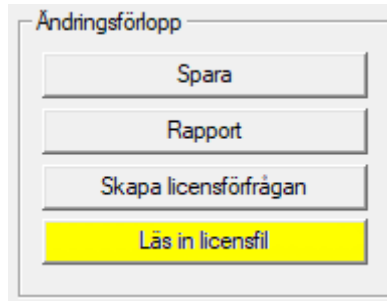 Ändringsförlopp
Spara
Rapport
Skapa licensförfrågan
Läs in licensfil